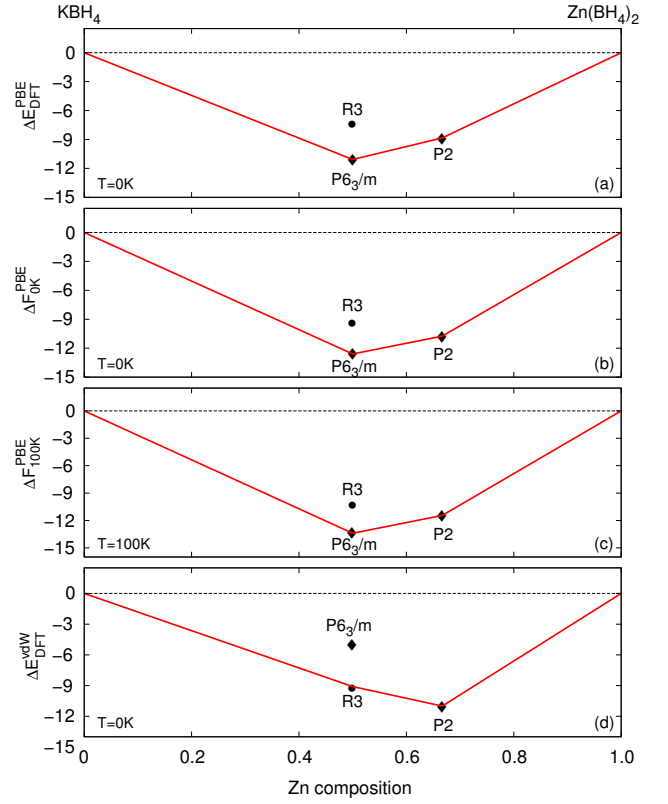 KBH₄ Zn(BH₄)₂
0
−3
−6
−9
−12
−15
ΔE^PBE_DFT
R3
P6₃/m
P2
T=0K
(a)
0
−3
−6
−9
−12
−15
ΔF^PBE_0K
R3
P6₃/m
P2
T=0K
(b)
0
−3
−6
−9
−12
−15
ΔF^PBE_100K
R3
P6₃/m
P2
T=100K
(c)
0
−3
−6
−9
−12
−15
ΔE^vdW_DFT
P6₃/m
R3
P2
T=0K
(d)
0 0.2 0.4 0.6 0.8 1.0
Zn composition